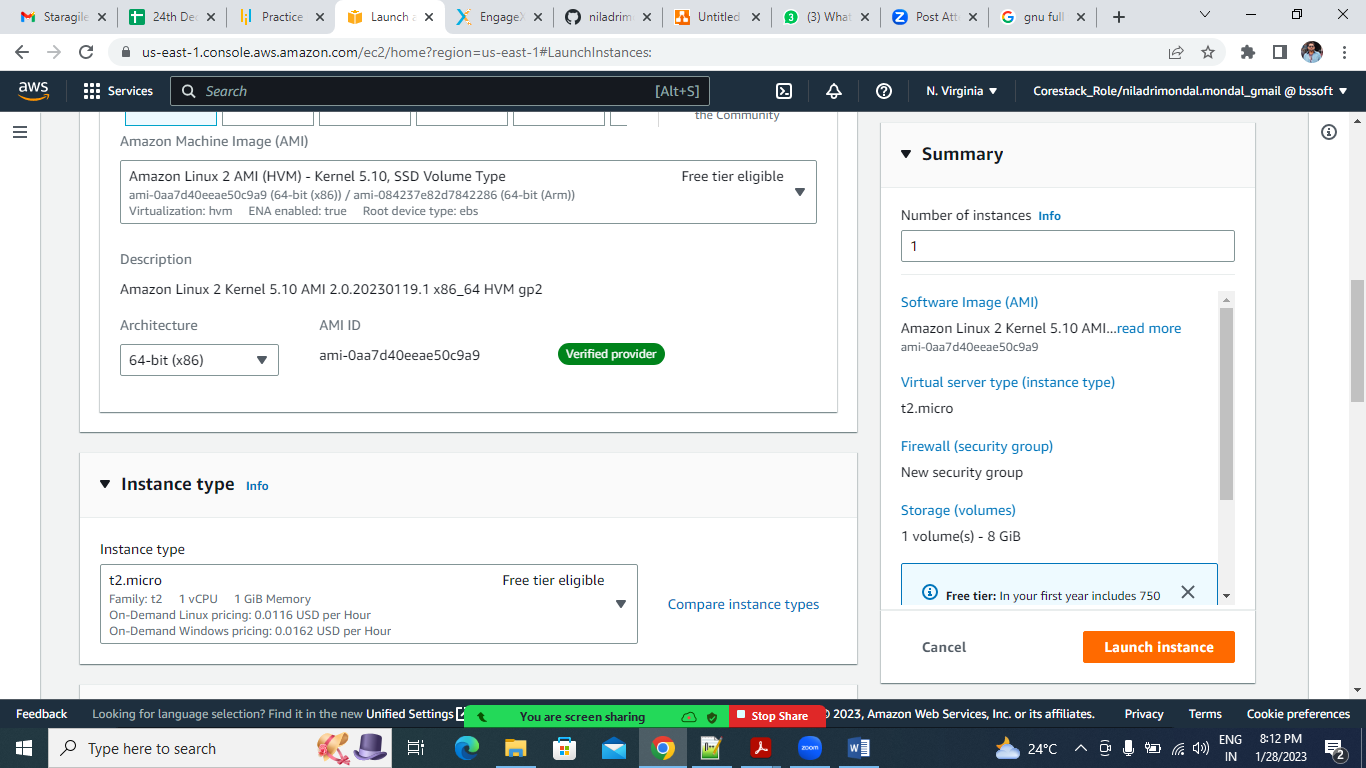 Staragile
24th De
Practice
Launch a
EngageX
niladrim
Untitled
(3) What
Post Atte
gnu full
us-east-1.console.aws.amazon.com/ec2/home?region=us-east-1#LaunchInstances:
aws
Services
Search
[Alt+S]
N. Virginia
Corestack_Role/niladrimondal.mondal_gmail @ bssoft
the Community
Amazon Machine Image (AMI)
Amazon Linux 2 AMI (HVM) - Kernel 5.10, SSD Volume Type
Free tier eligible
ami-0aa7d40eeae50c9a9 (64-bit (x86)) / ami-084237e82d7842286 (64-bit (Arm))
Virtualization: hvm ENA enabled: true Root device type: ebs
Description
Amazon Linux 2 Kernel 5.10 AMI 2.0.20230119.1 x86_64 HVM gp2
Architecture
AMI ID
64-bit (x86)
ami-0aa7d40eeae50c9a9
Verified provider
Instance type Info
Instance type
t2.micro
Free tier eligible
Family: t2 1 vCPU 1 GiB Memory
On-Demand Linux pricing: 0.0116 USD per Hour
On-Demand Windows pricing: 0.0162 USD per Hour
Compare instance types
Summary
Number of instances Info
1
Software Image (AMI)
Amazon Linux 2 Kernel 5.10 AMI...read more
ami-0aa7d40eeae50c9a9
Virtual server type (instance type)
t2.micro
Firewall (security group)
New security group
Storage (volumes)
1 volume(s) - 8 GiB
Free tier: In your first year includes 750
Cancel
Launch instance
Feedback
Looking for language selection? Find it in the new Unified Settings
You are screen sharing
Stop Share
2023, Amazon Web Services, Inc. or its affiliates.
Privacy
Terms
Cookie preferences
Type here to search
zoom
24°C
ENG
IN
8:12 PM
1/28/2023
2